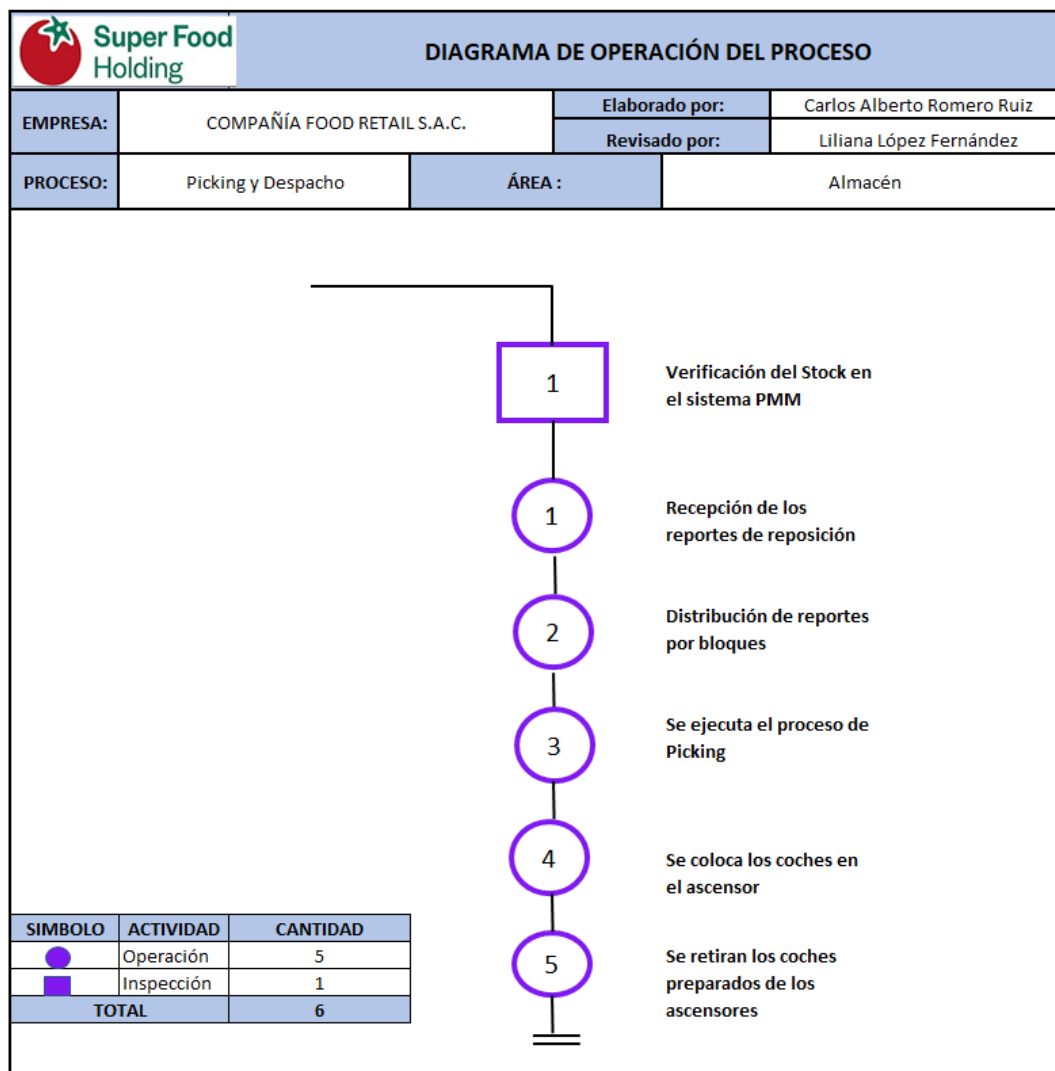 Super Food
Holding
DIAGRAMA DE OPERACIÓN DEL PROCESO
EMPRESA:
COMPAÑÍA FOOD RETAIL S.A.C.
Elaborado por:
Carlos Alberto Romero Ruiz
Revisado por:
Liliana López Fernández
PROCESO:
Picking y Despacho
ÁREA :
Almacén
1
Verificación del Stock en
el sistema PMM
1
Recepción de los
reportes de reposición
2
Distribución de reportes
por bloques
3
Se ejecuta el proceso de
Picking
4
Se coloca los coches en
el ascensor
5
Se retiran los coches
preparados de los
ascensores
SIMBOLO ACTIVIDAD CANTIDAD
Operación 5
Inspección 1
TOTAL 6